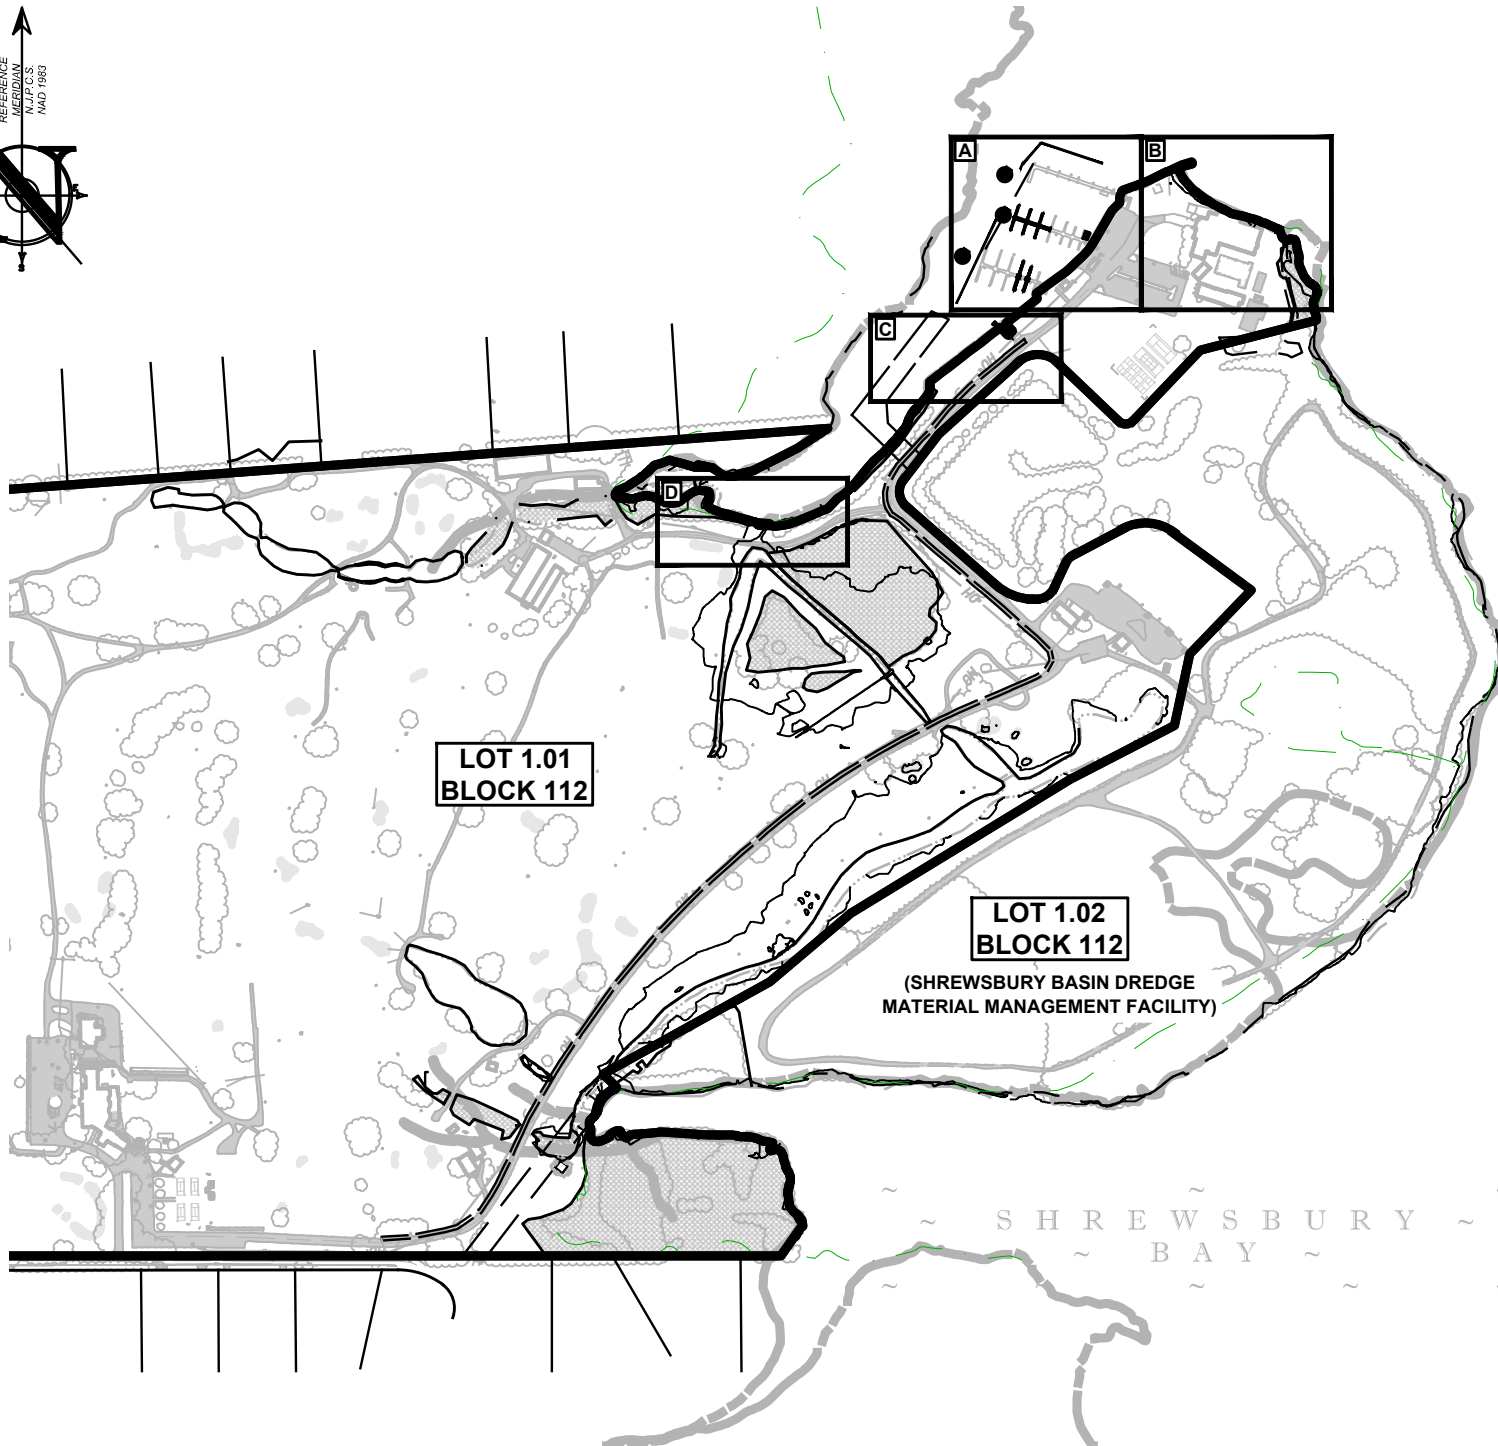 REFERENCE
MERIDIAN
N.J.P.C.S.
NAD 1983
S
A
B
C
D
LOT 1.01
BLOCK 112
LOT 1.02
BLOCK 112
(SHREWSBURY BASIN DREDGE
MATERIAL MANAGEMENT FACILITY)
~ ~ ~
~ SHREWSBURY ~
~ BAY ~
~ ~ ~